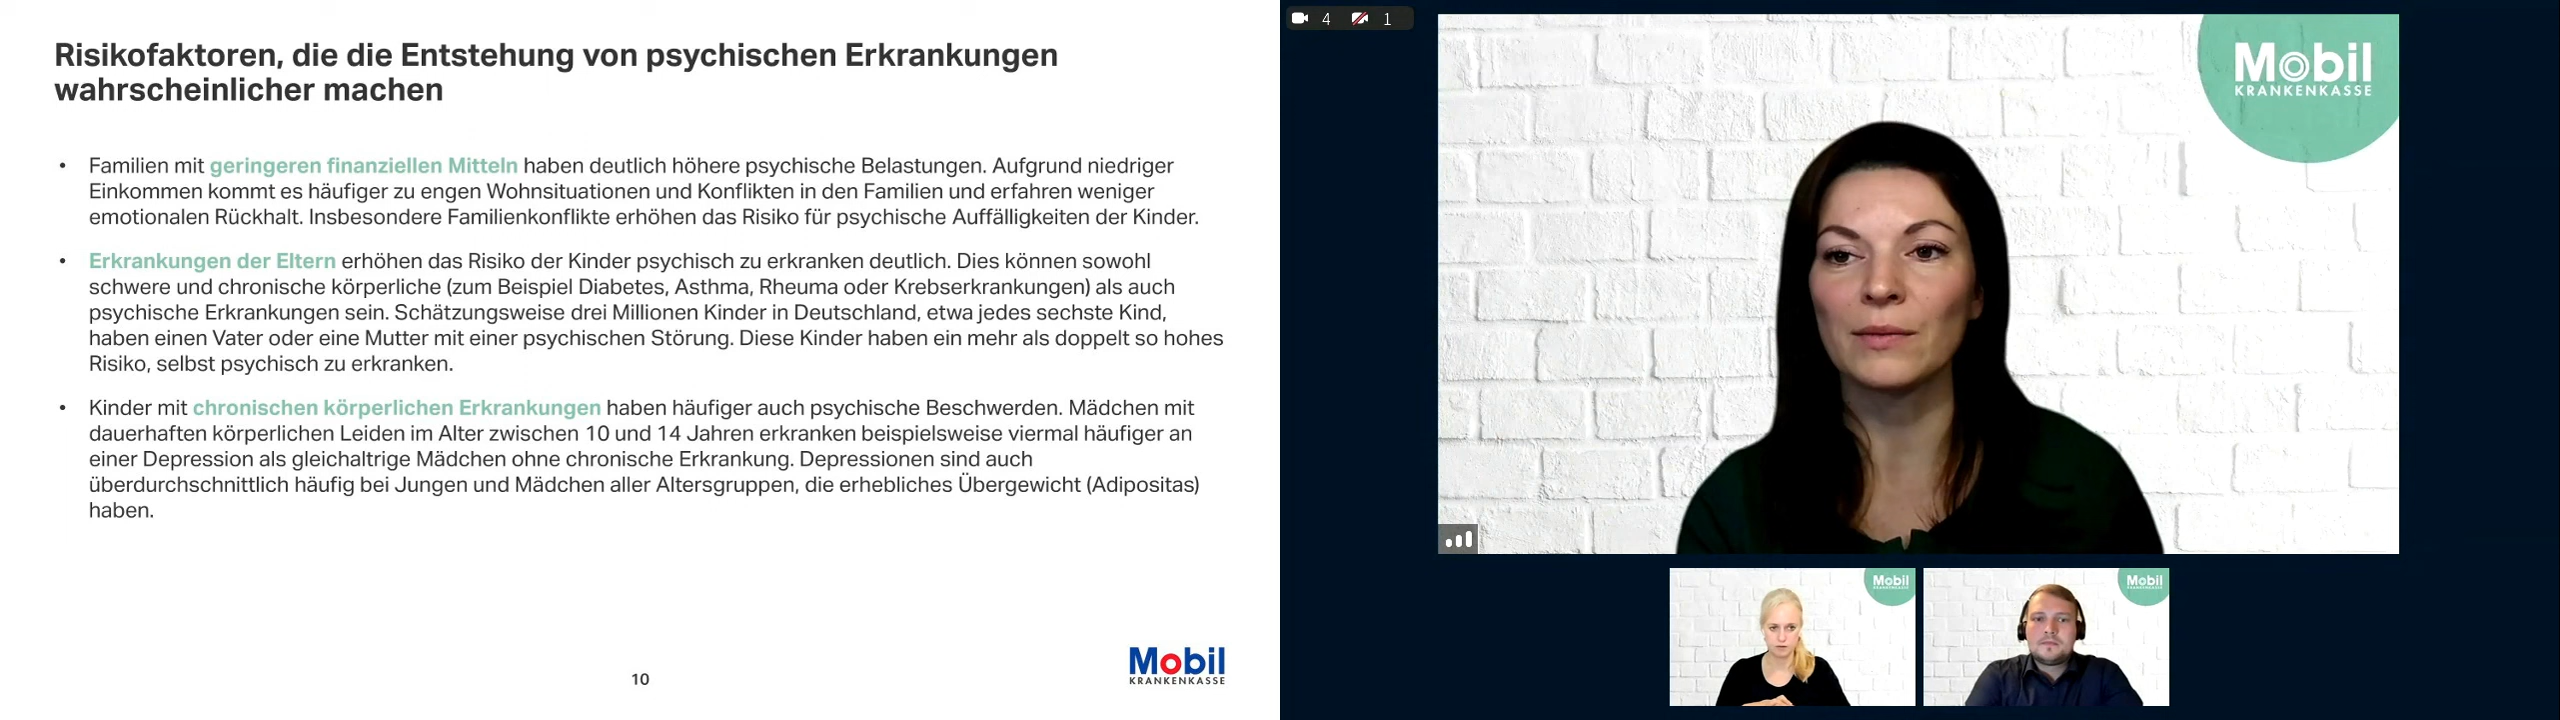 Risikofaktoren, die die Entstehung von psychischen Erkrankungen
wahrscheinlicher machen
• Familien mit geringeren finanziellen Mitteln haben deutlich höhere psychische Belastungen. Aufgrund niedriger
Einkommen kommt es häufiger zu engen Wohnsituationen und Konflikten in den Familien und erfahren weniger
emotionalen Rückhalt. Insbesondere Familienkonflikte erhöhen das Risiko für psychische Auffälligkeiten der Kinder.
• Erkrankungen der Eltern erhöhen das Risiko der Kinder psychisch zu erkranken deutlich. Dies können sowohl
schwere und chronische körperliche (zum Beispiel Diabetes, Asthma, Rheuma oder Krebserkrankungen) als auch
psychische Erkrankungen sein. Schätzungsweise drei Millionen Kinder in Deutschland, etwa jedes sechste Kind,
haben einen Vater oder eine Mutter mit einer psychischen Störung. Diese Kinder haben ein mehr als doppelt so hohes
Risiko, selbst psychisch zu erkranken.
• Kinder mit chronischen körperlichen Erkrankungen haben häufiger auch psychische Beschwerden. Mädchen mit
dauerhaften körperlichen Leiden im Alter zwischen 10 und 14 Jahren erkranken beispielsweise viermal häufiger an
einer Depression als gleichaltrige Mädchen ohne chronische Erkrankung. Depressionen sind auch
überdurchschnittlich häufig bei Jungen und Mädchen aller Altersgruppen, die erhebliches Übergewicht (Adipositas)
haben.
10
Mobil
KRANKENKASSE
4 1
Mobil
KRANKENKASSE
Mobil
Mobil